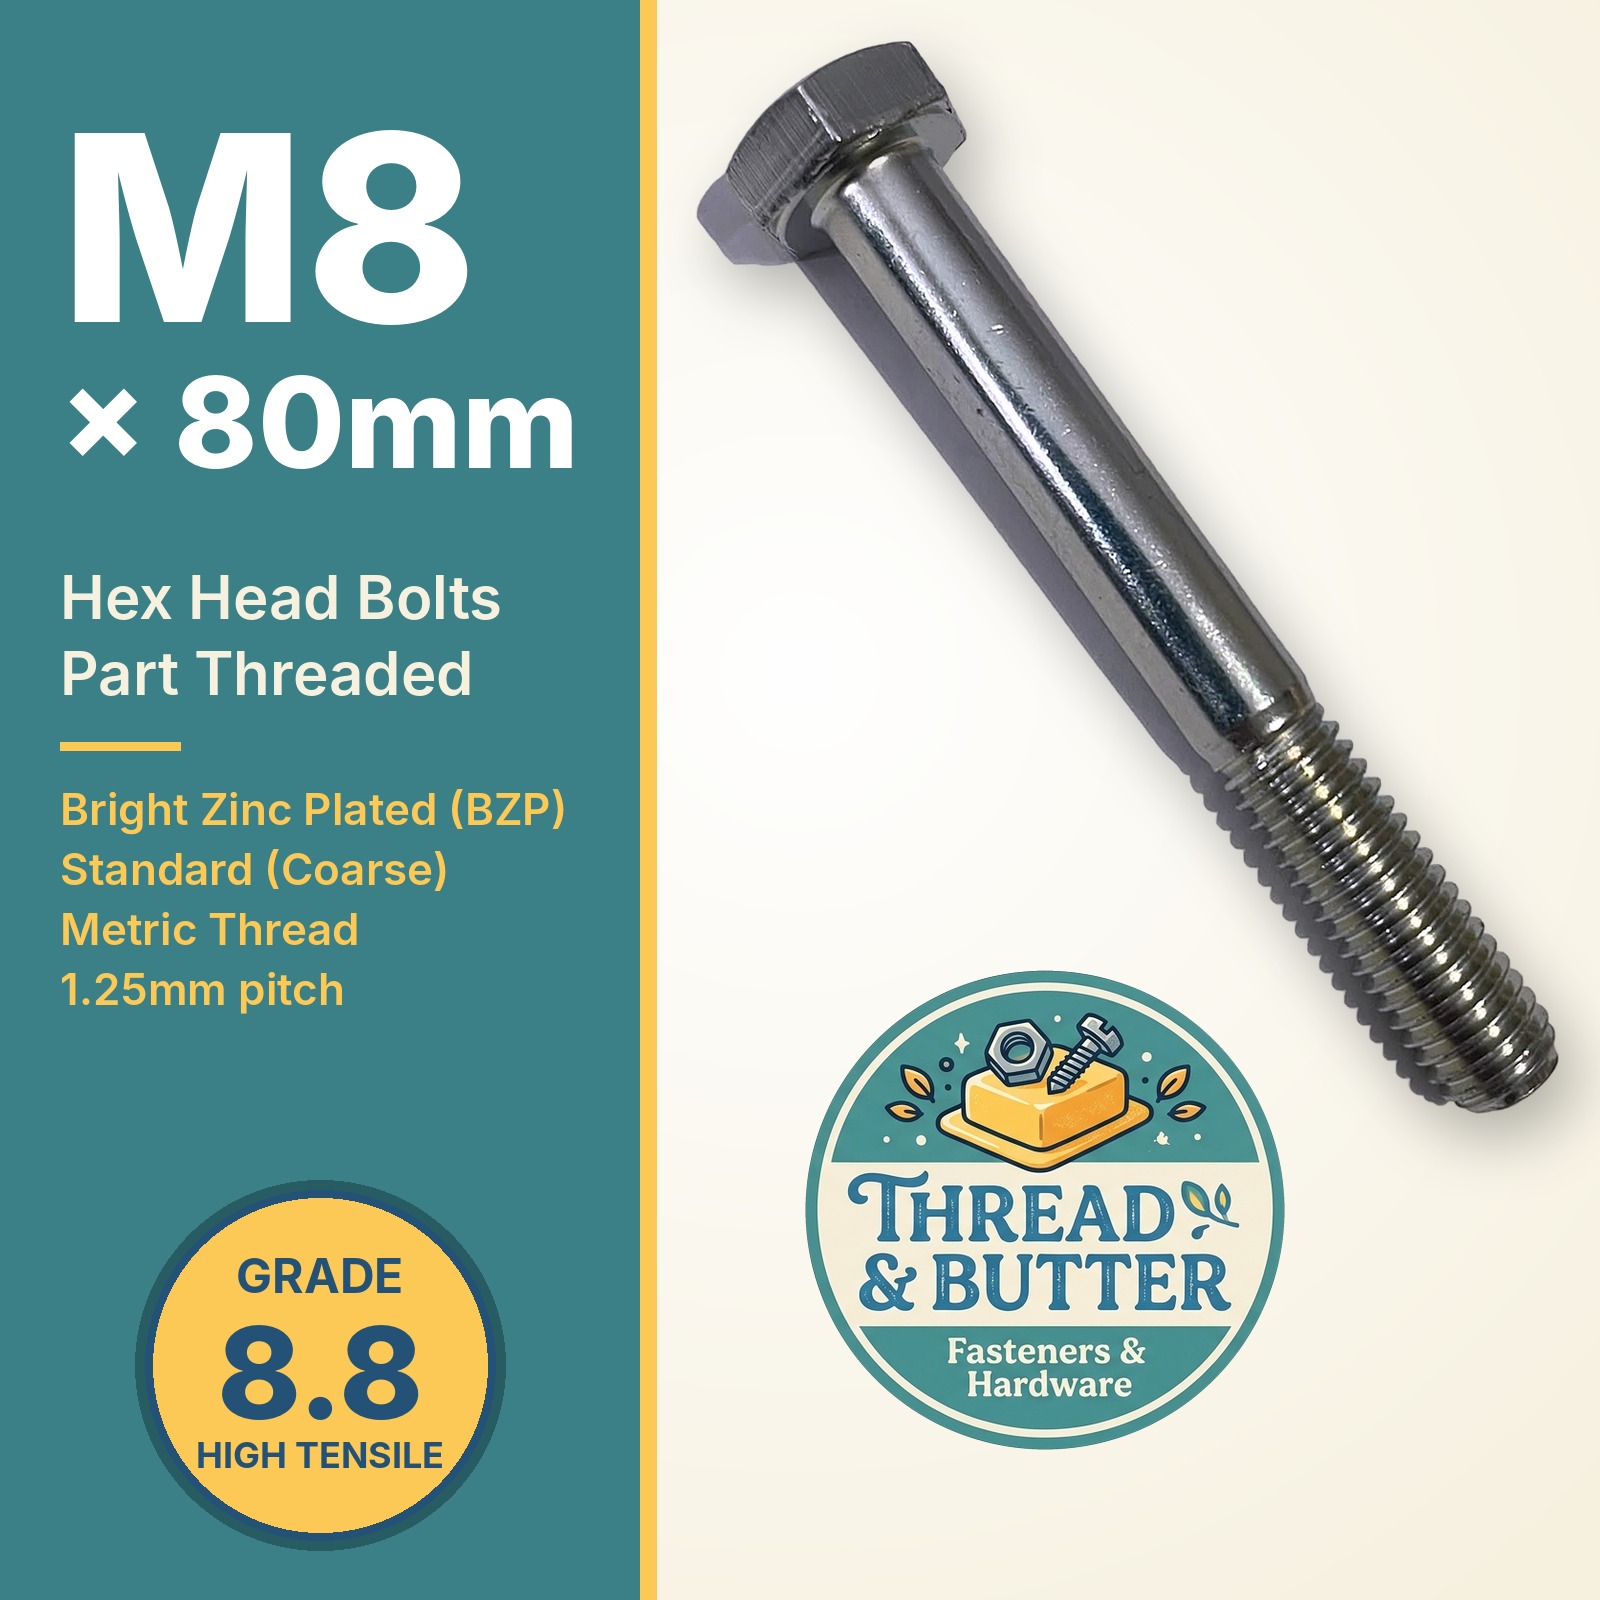 M8
× 80mm
Hex Head Bolts
Part Threaded
Bright Zinc Plated (BZP)
Standard (Coarse)
Metric Thread
1.25mm pitch
GRADE
8.8
HIGH TENSILE
THREAD
& BUTTER
Fasteners &
Hardware